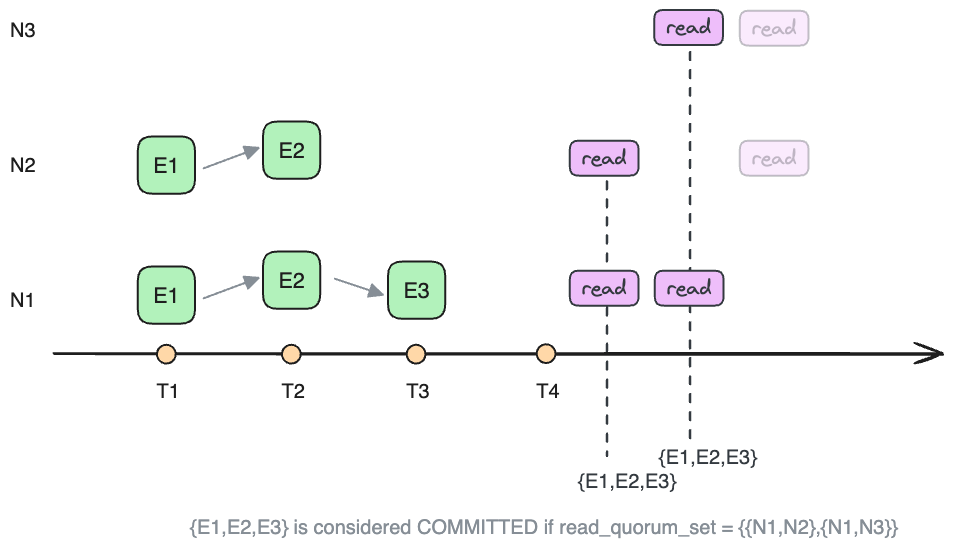 N3 read read
N2 E1 E2 read read
N1 E1 E2 E3 read read
T1 T2 T3 T4
{E1,E2,E3}
{E1,E2,E3}
{E1,E2,E3} is considered COMMITTED if read_quorum_set = {{N1,N2},{N1,N3}}